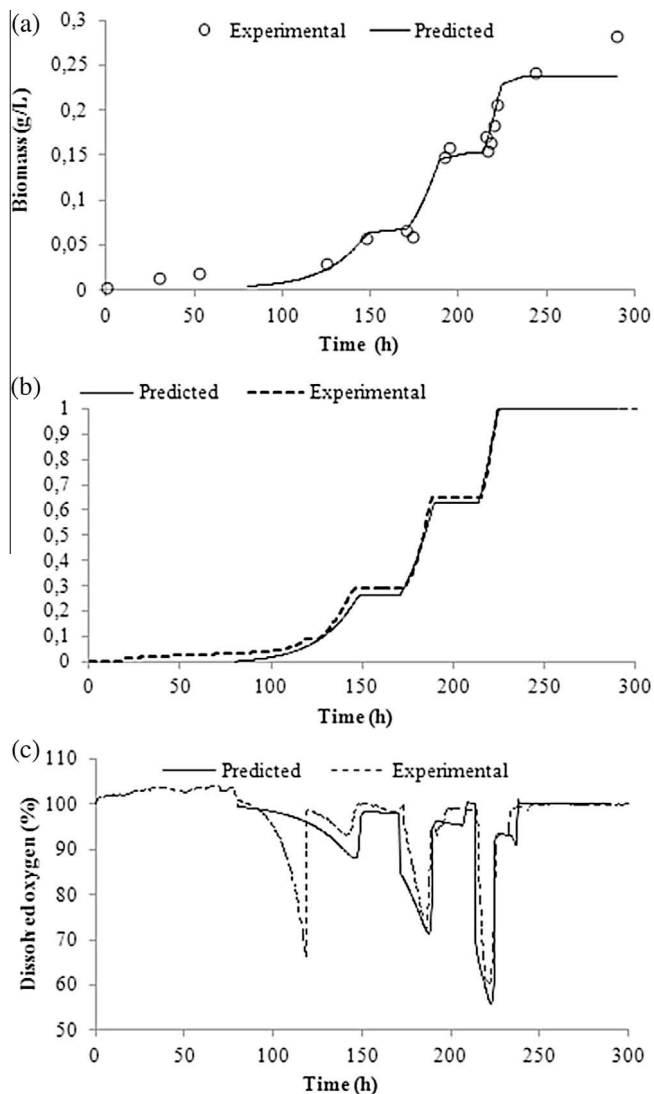 (a)
Experimental Predicted
Biomass (g/L)
0,3
0,25
0,2
0,15
0,1
0,05
0
0 50 100 150 200 250 300
Time (h)
(b)
Predicted Experimental
1
0,9
0,8
0,7
0,6
0,5
0,4
0,3
0,2
0,1
0
0 50 100 150 200 250 300
Time (h)
(c)
Predicted Experimental
Dissolved oxygen (%)
110
100
90
80
70
60
50
0 50 100 150 200 250 300
Time (h)